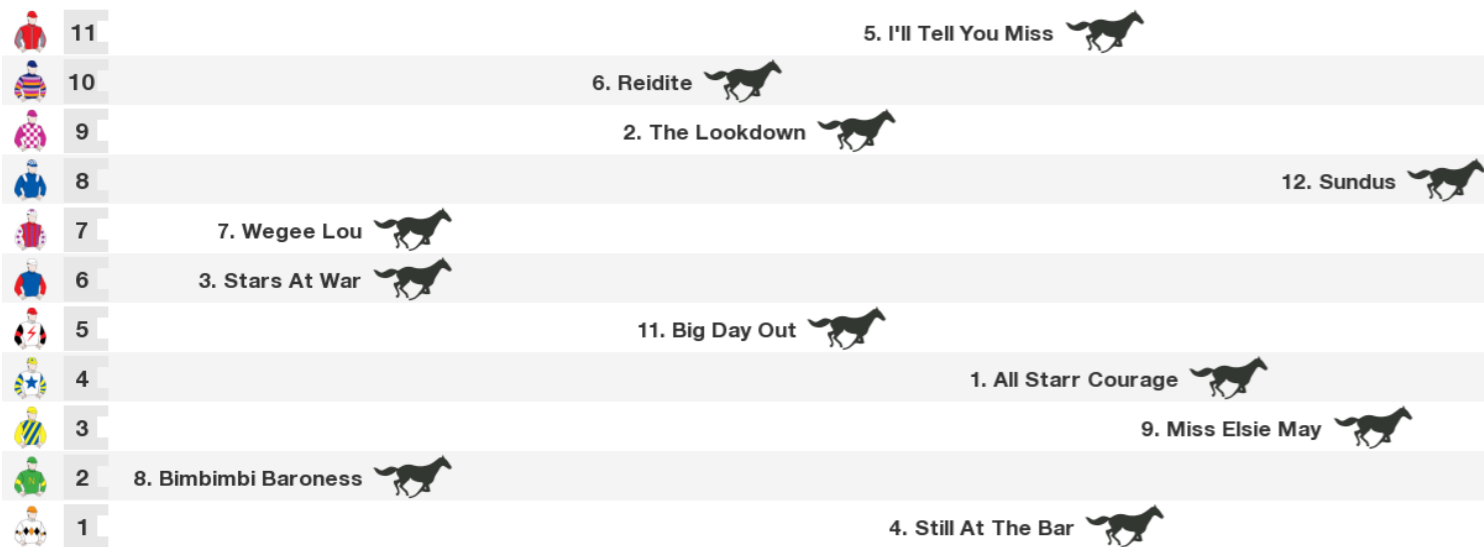 11 5. I'll Tell You Miss
10 6. Reidite
9 2. The Lookdown
8 12. Sundus
7 7. Wegee Lou
6 3. Stars At War
5 11. Big Day Out
4 1. All Starr Courage
3 9. Miss Elsie May
2 8. Bimbimbi Baroness
N
1 4. Still At The Bar